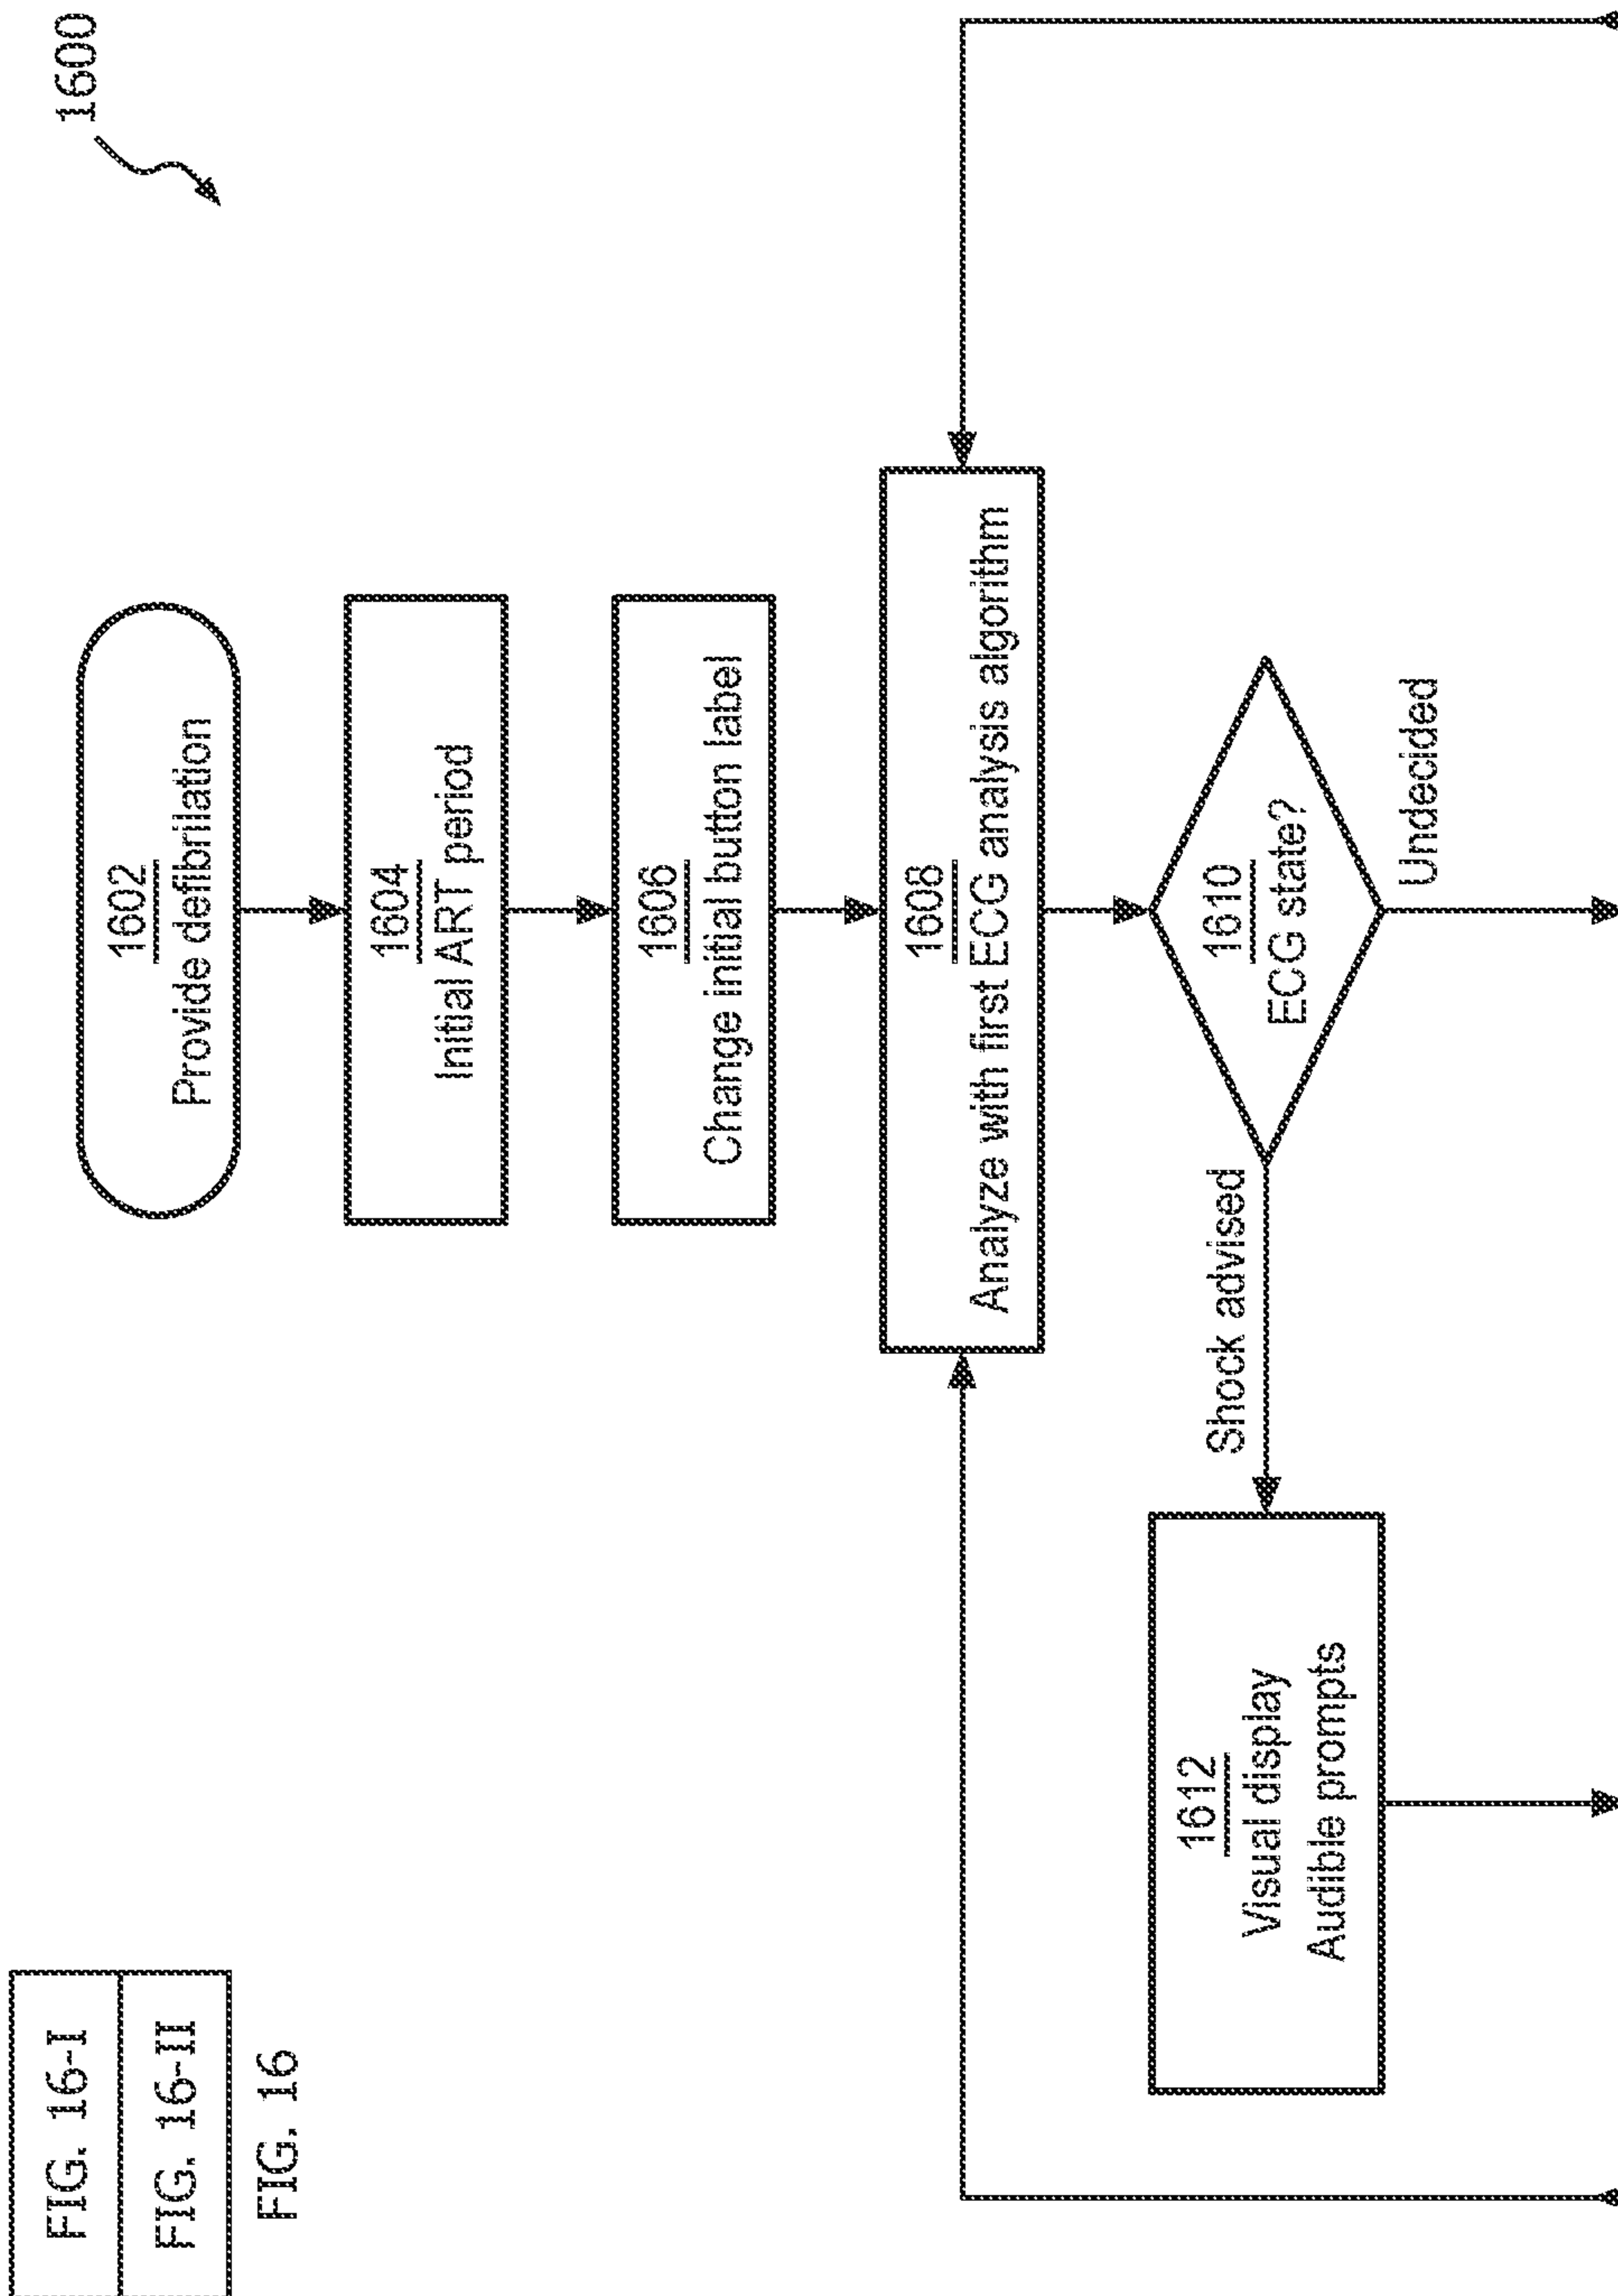 FIG. 16-I
FIG. 16-II
FIG. 16
1600
1602
Provide defibrillation
1604
Initial ART period
1606
Change initial button label
1608
Analyze with first ECG analysis algorithm
1610
ECG state?
Shock advised
Undecided
1612
Visual display
Audible prompts